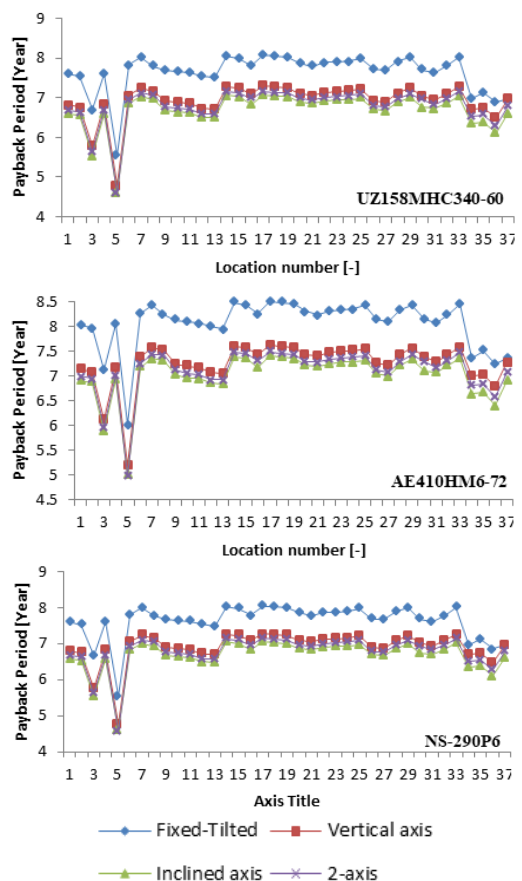 9
8
7
6
5
4
Payback Period [Year]
1 3 5 7 9 11 13 15 17 19 21 23 25 27 29 31 33 35 37
UZ158MHC340-60
Location number [-]
8.5
8
7.5
7
6.5
6
5.5
5
4.5
Payback Period [Year]
1 3 5 7 9 11 13 15 17 19 21 23 25 27 29 31 33 35 37
AE410HM6-72
Location number [-]
9
8
7
6
5
4
Payback Period [Year]
1 3 5 7 9 11 13 15 17 19 21 23 25 27 29 31 33 35 37
NS-290P6
Axis Title
Fixed-Tilted Vertical axis
Inclined axis 2-axis